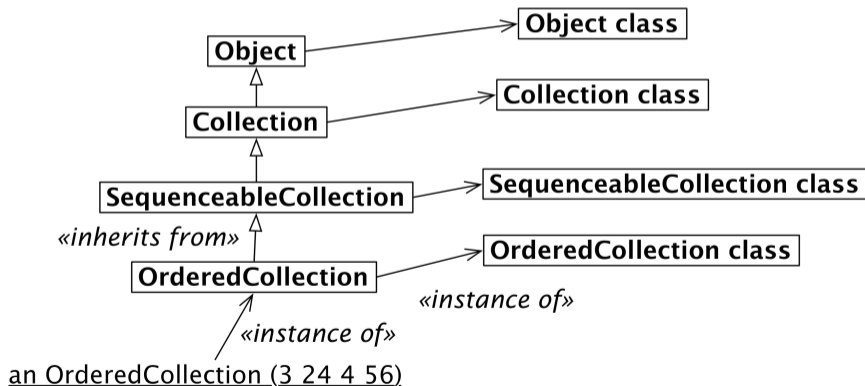 Object
Object class
Collection
Collection class
SequenceableCollection
SequenceableCollection class
«inherits from»
OrderedCollection
OrderedCollection class
«instance of»
«instance of»
an OrderedCollection (3 24 4 56)